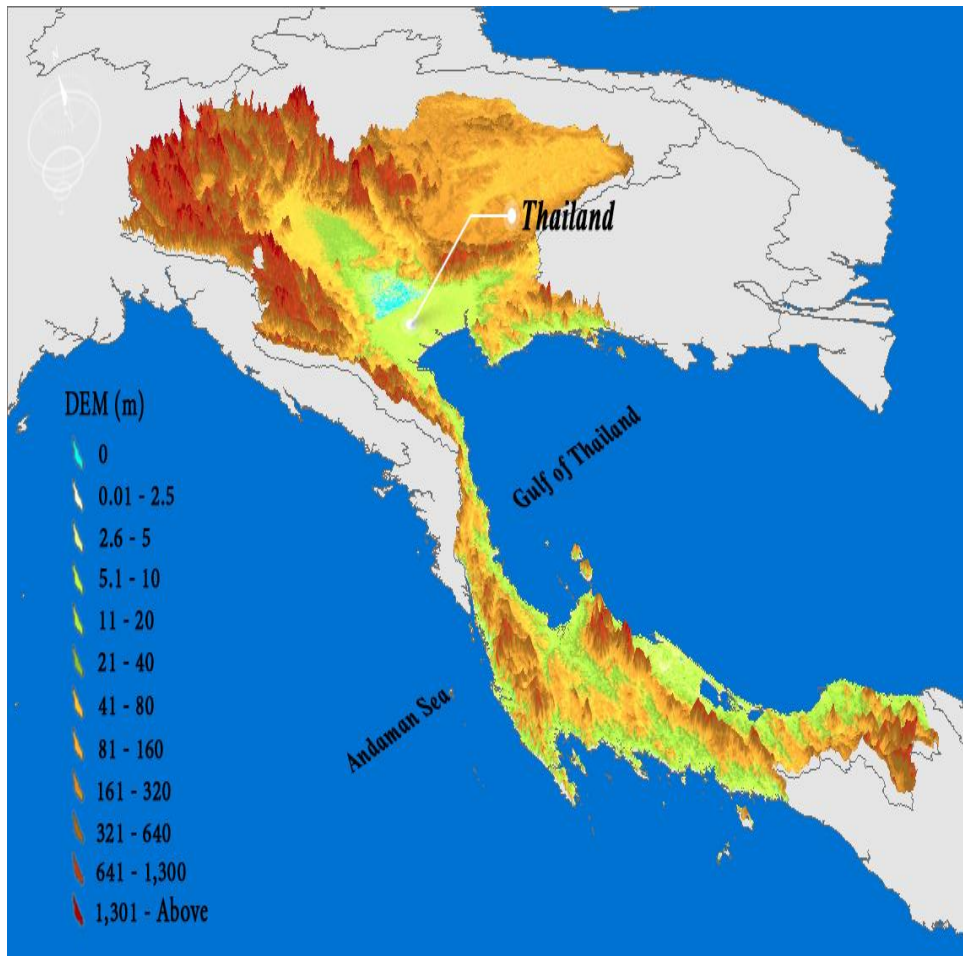 Thailand
Gulf of Thailand
Andaman Sea
DEM (m)
0
0.01 - 2.5
2.6 - 5
5.1 - 10
11 - 20
21 - 40
41 - 80
81 - 160
161 - 320
321 - 640
641 - 1,300
1,301 - Above